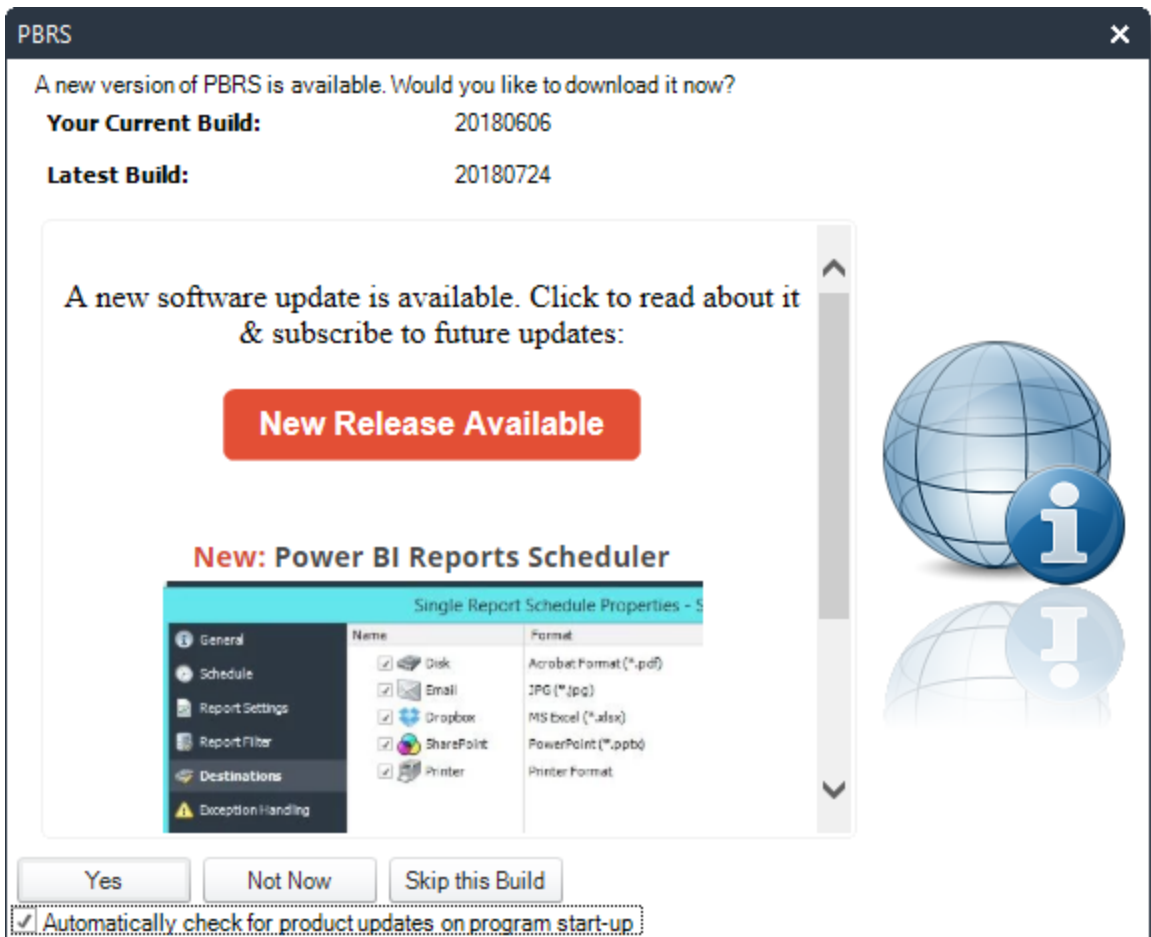 PBRS
A new version of PBRS is available. Would you like to download it now?
Your Current Build: 20180606
Latest Build: 20180724
A new software update is available. Click to read about it
& subscribe to future updates:
New Release Available
New: Power BI Reports Scheduler
Single Report Schedule Properties - S
Name Format
General
Schedule
Report Settings
Report Filter
Destinations
Exception Handling
Disk Acrobat Format (*.pdf)
Email JPG (*.jpg)
Dropbox MS Excel (*.xlsx)
SharePoint PowerPoint (*.pptx)
Printer Printer Format
Yes Not Now Skip this Build
Automatically check for product updates on program start-up